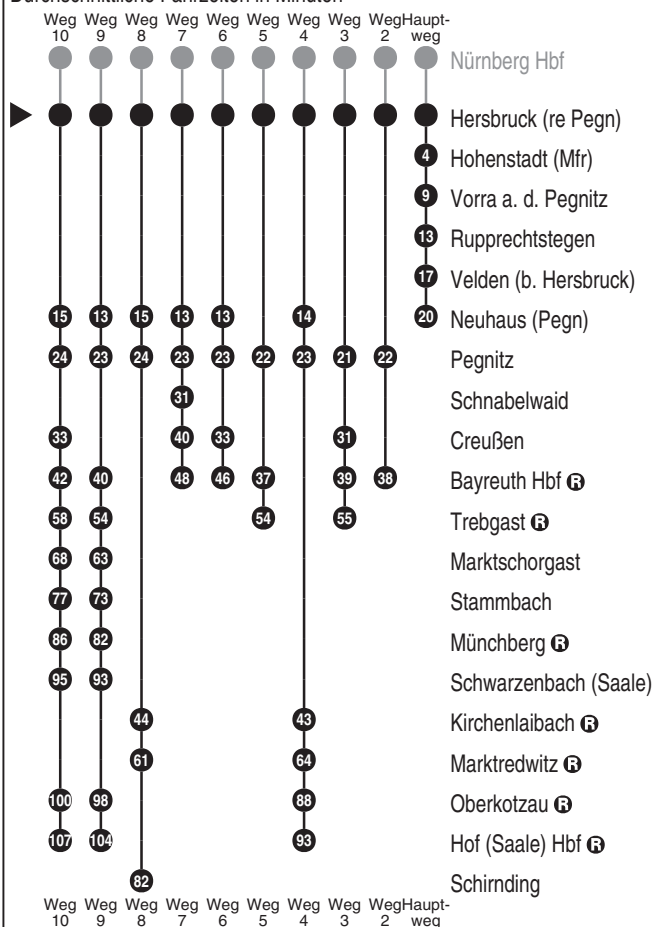 Durchschnittliche Fahrzeiten in Minuten
Weg Weg Weg Weg Weg Weg Weg Weg Weg Haupt-
10 9 8 7 6 5 4 3 2 weg
Nürnberg Hbf
Hersbruck (re Pegn)
4 Hohenstadt (Mfr)
9 Vorra a. d. Pegnitz
13 Rupprechtstegen
17 Velden (b. Hersbruck)
15 13 15 13 13 14 20 Neuhaus (Pegn)
24 23 24 23 23 22 23 21 22 Pegnitz
31 Schnabelwaid
33 40 33 31 Creußen
42 40 48 46 37 39 38 Bayreuth Hbf R
58 54 54 55 Trebgast R
68 63 Marktschorgast
77 73 Stammbach
86 82 Münchberg R
95 93 Schwarzenbach (Saale)
44 43 Kirchenlaibach R
61 64 Marktredwitz R
100 98 88 Oberkotzau R
107 104 93 Hof (Saale) Hbf R
82 Schirnding
Weg Weg Weg Weg Weg Weg Weg Weg Weg Haupt-
10 9 8 7 6 5 4 3 2 weg